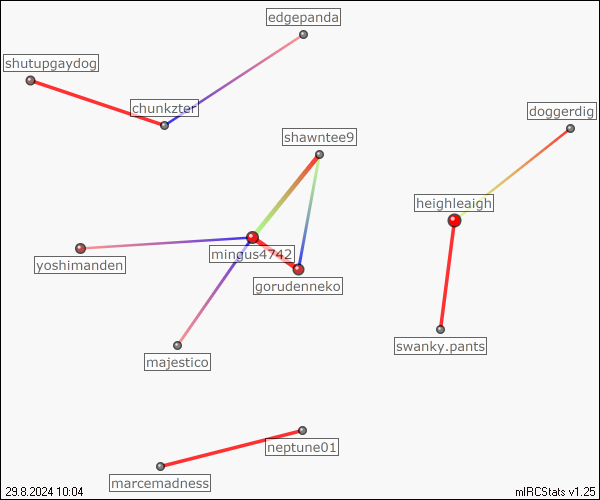 edgepanda
shutupgaydog
chunkzter
doggerdig
shawntee9
heighleaigh
mingus4742
yoshimanden
gorudenneko
swanky.pants
majestico
neptune01
marcemadness
29.8.2024 10:04
mIRCStats v1.25